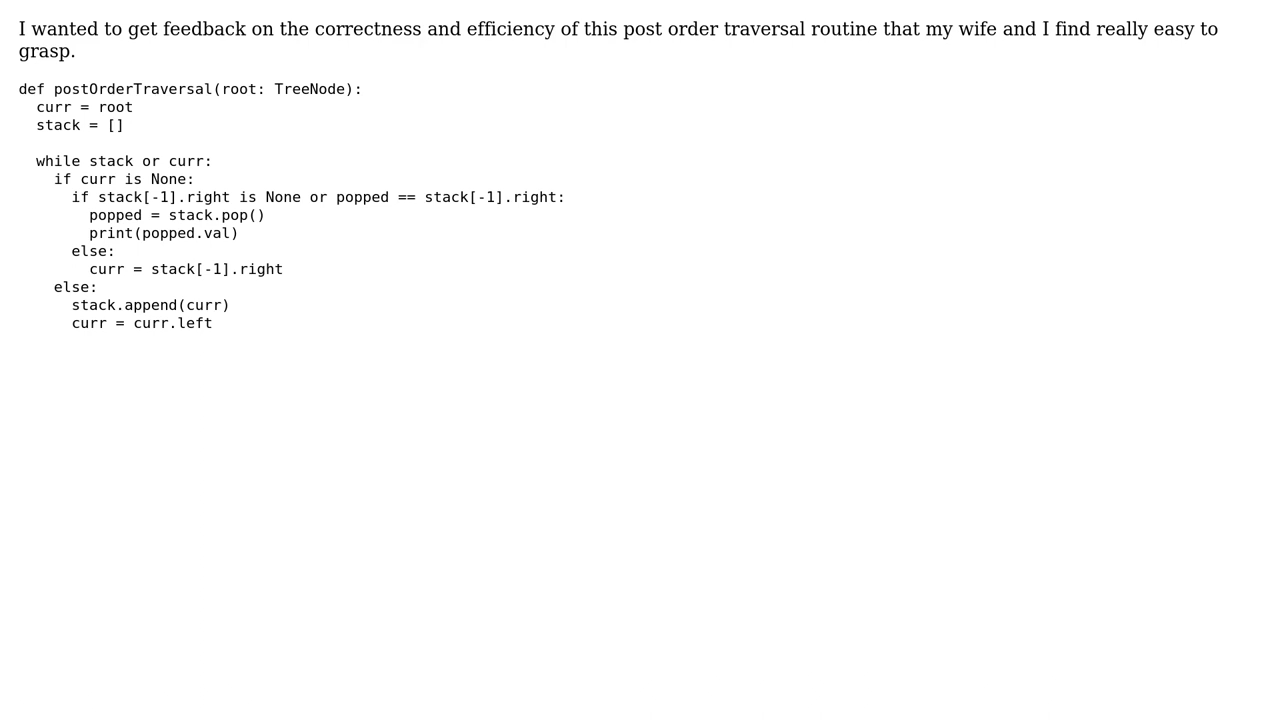 I wanted to get feedback on the correctness and efficiency of this post order traversal routine that my wife and I find really easy to
grasp.
def postOrderTraversal(root: TreeNode):
  curr = root
  stack = []

  while stack or curr:
    if curr is None:
      if stack[-1].right is None or popped == stack[-1].right:
        popped = stack.pop()
        print(popped.val)
      else:
        curr = stack[-1].right
    else:
      stack.append(curr)
      curr = curr.left